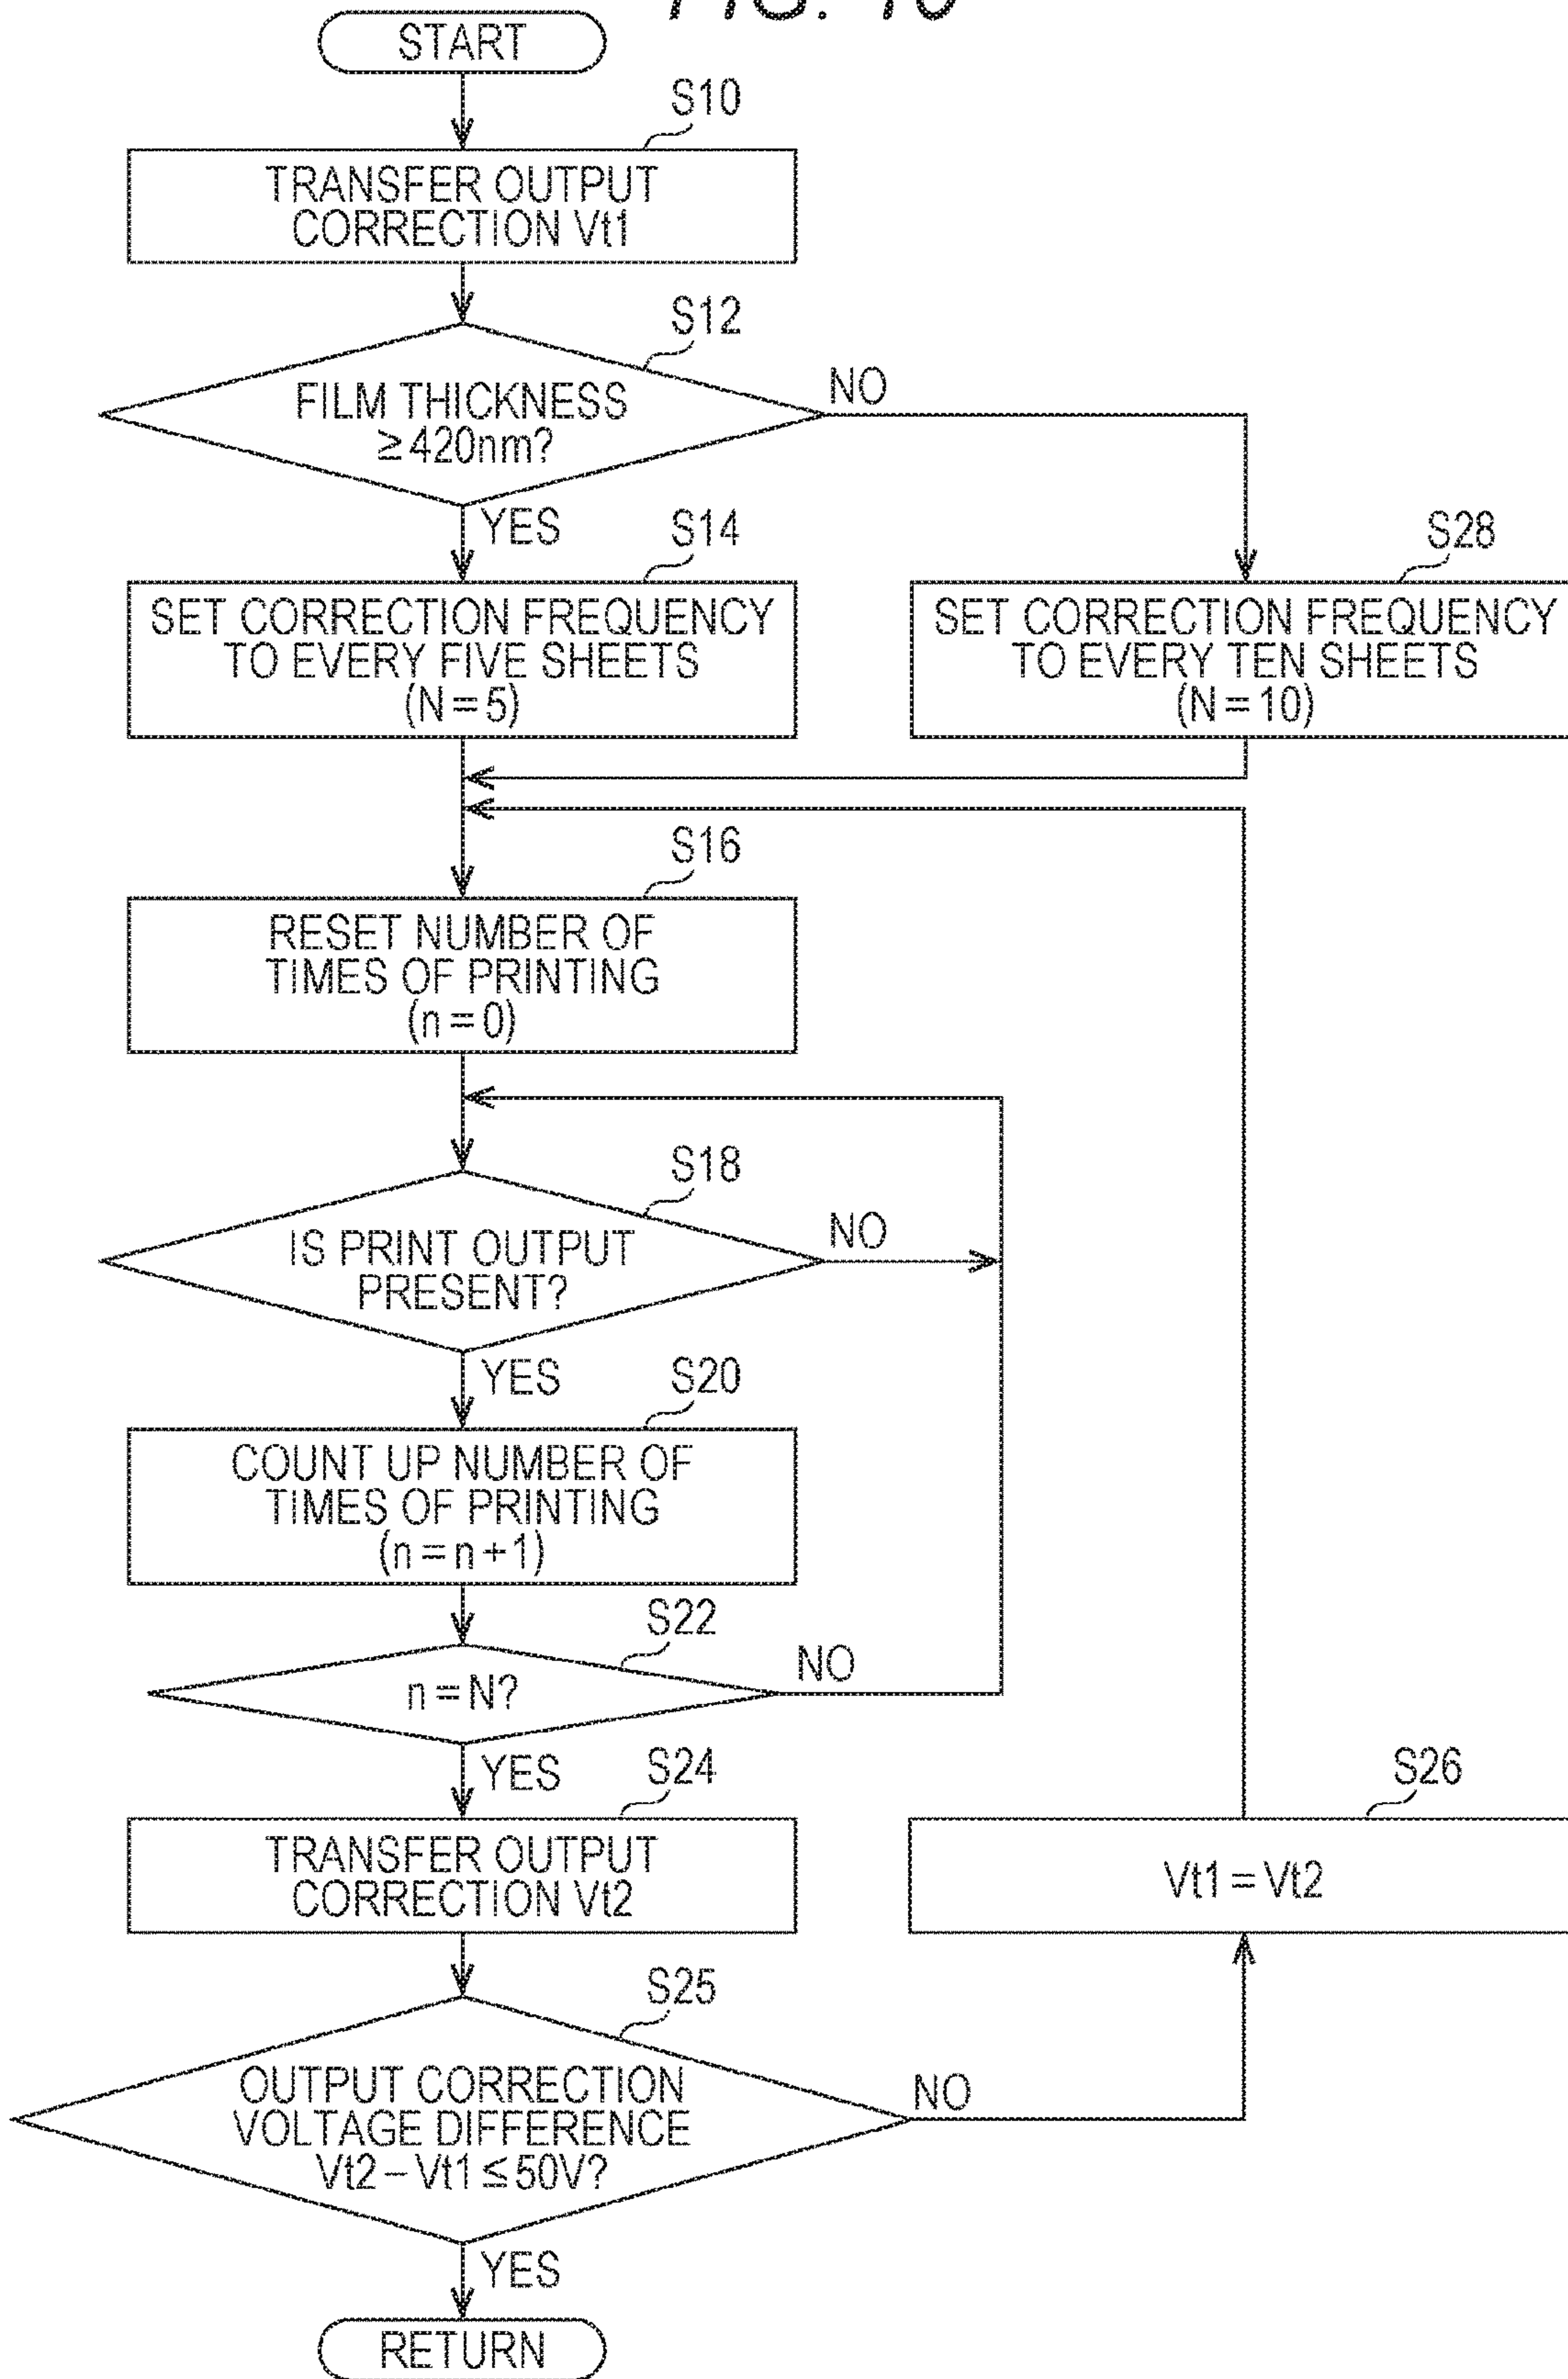 FIG.
START
S10
TRANSFER OUTPUT
CORRECTION Vt1
S12
FILM THICKNESS
≥420nm?
NO
YES
S14
SET CORRECTION FREQUENCY
TO EVERY FIVE SHEETS
(N=5)
S28
SET CORRECTION FREQUENCY
TO EVERY TEN SHEETS
(N=10)
S16
RESET NUMBER OF
TIMES OF PRINTING
(n=0)
S18
IS PRINT OUTPUT
PRESENT?
NO
YES
S20
COUNT UP NUMBER OF
TIMES OF PRINTING
(n=n+1)
S22
n=N?
NO
YES
S24
TRANSFER OUTPUT
CORRECTION Vt2
S26
Vt1=Vt2
S25
OUTPUT CORRECTION
VOLTAGE DIFFERENCE
Vt2-Vt1≤50V?
NO
YES
RETURN